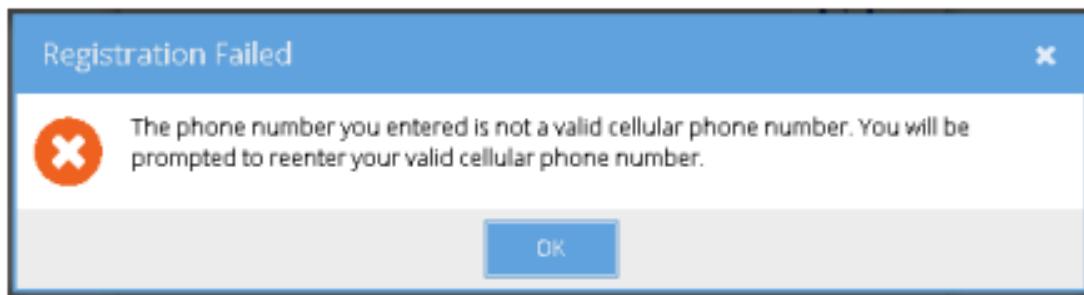 Registration Failed
The phone number you entered is not a valid cellular phone number. You will be
prompted to reenter your valid cellular phone number.
OK